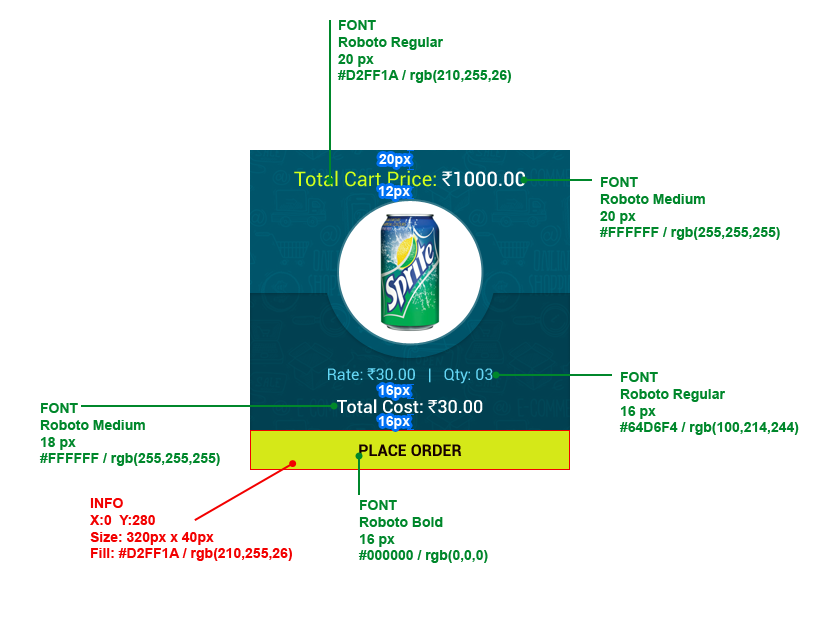 FONT
Roboto Regular
20 px
#D2FF1A / rgb(210,255,26)
20px
Total Cart Price: ₹1000.00
12px
FONT
Roboto Medium
20 px
#FFFFFF / rgb(255,255,255)
Sprite
Rate: ₹30.00 | Qty: 03
16px
Total Cost: ₹30.00
16px
FONT
Roboto Regular
16 px
#64D6F4 / rgb(100,214,244)
FONT
Roboto Medium
18 px
#FFFFFF / rgb(255,255,255)
PLACE ORDER
INFO
X:0 Y:280
Size: 320px x 40px
Fill: #D2FF1A / rgb(210,255,26)
FONT
Roboto Bold
16 px
#000000 / rgb(0,0,0)